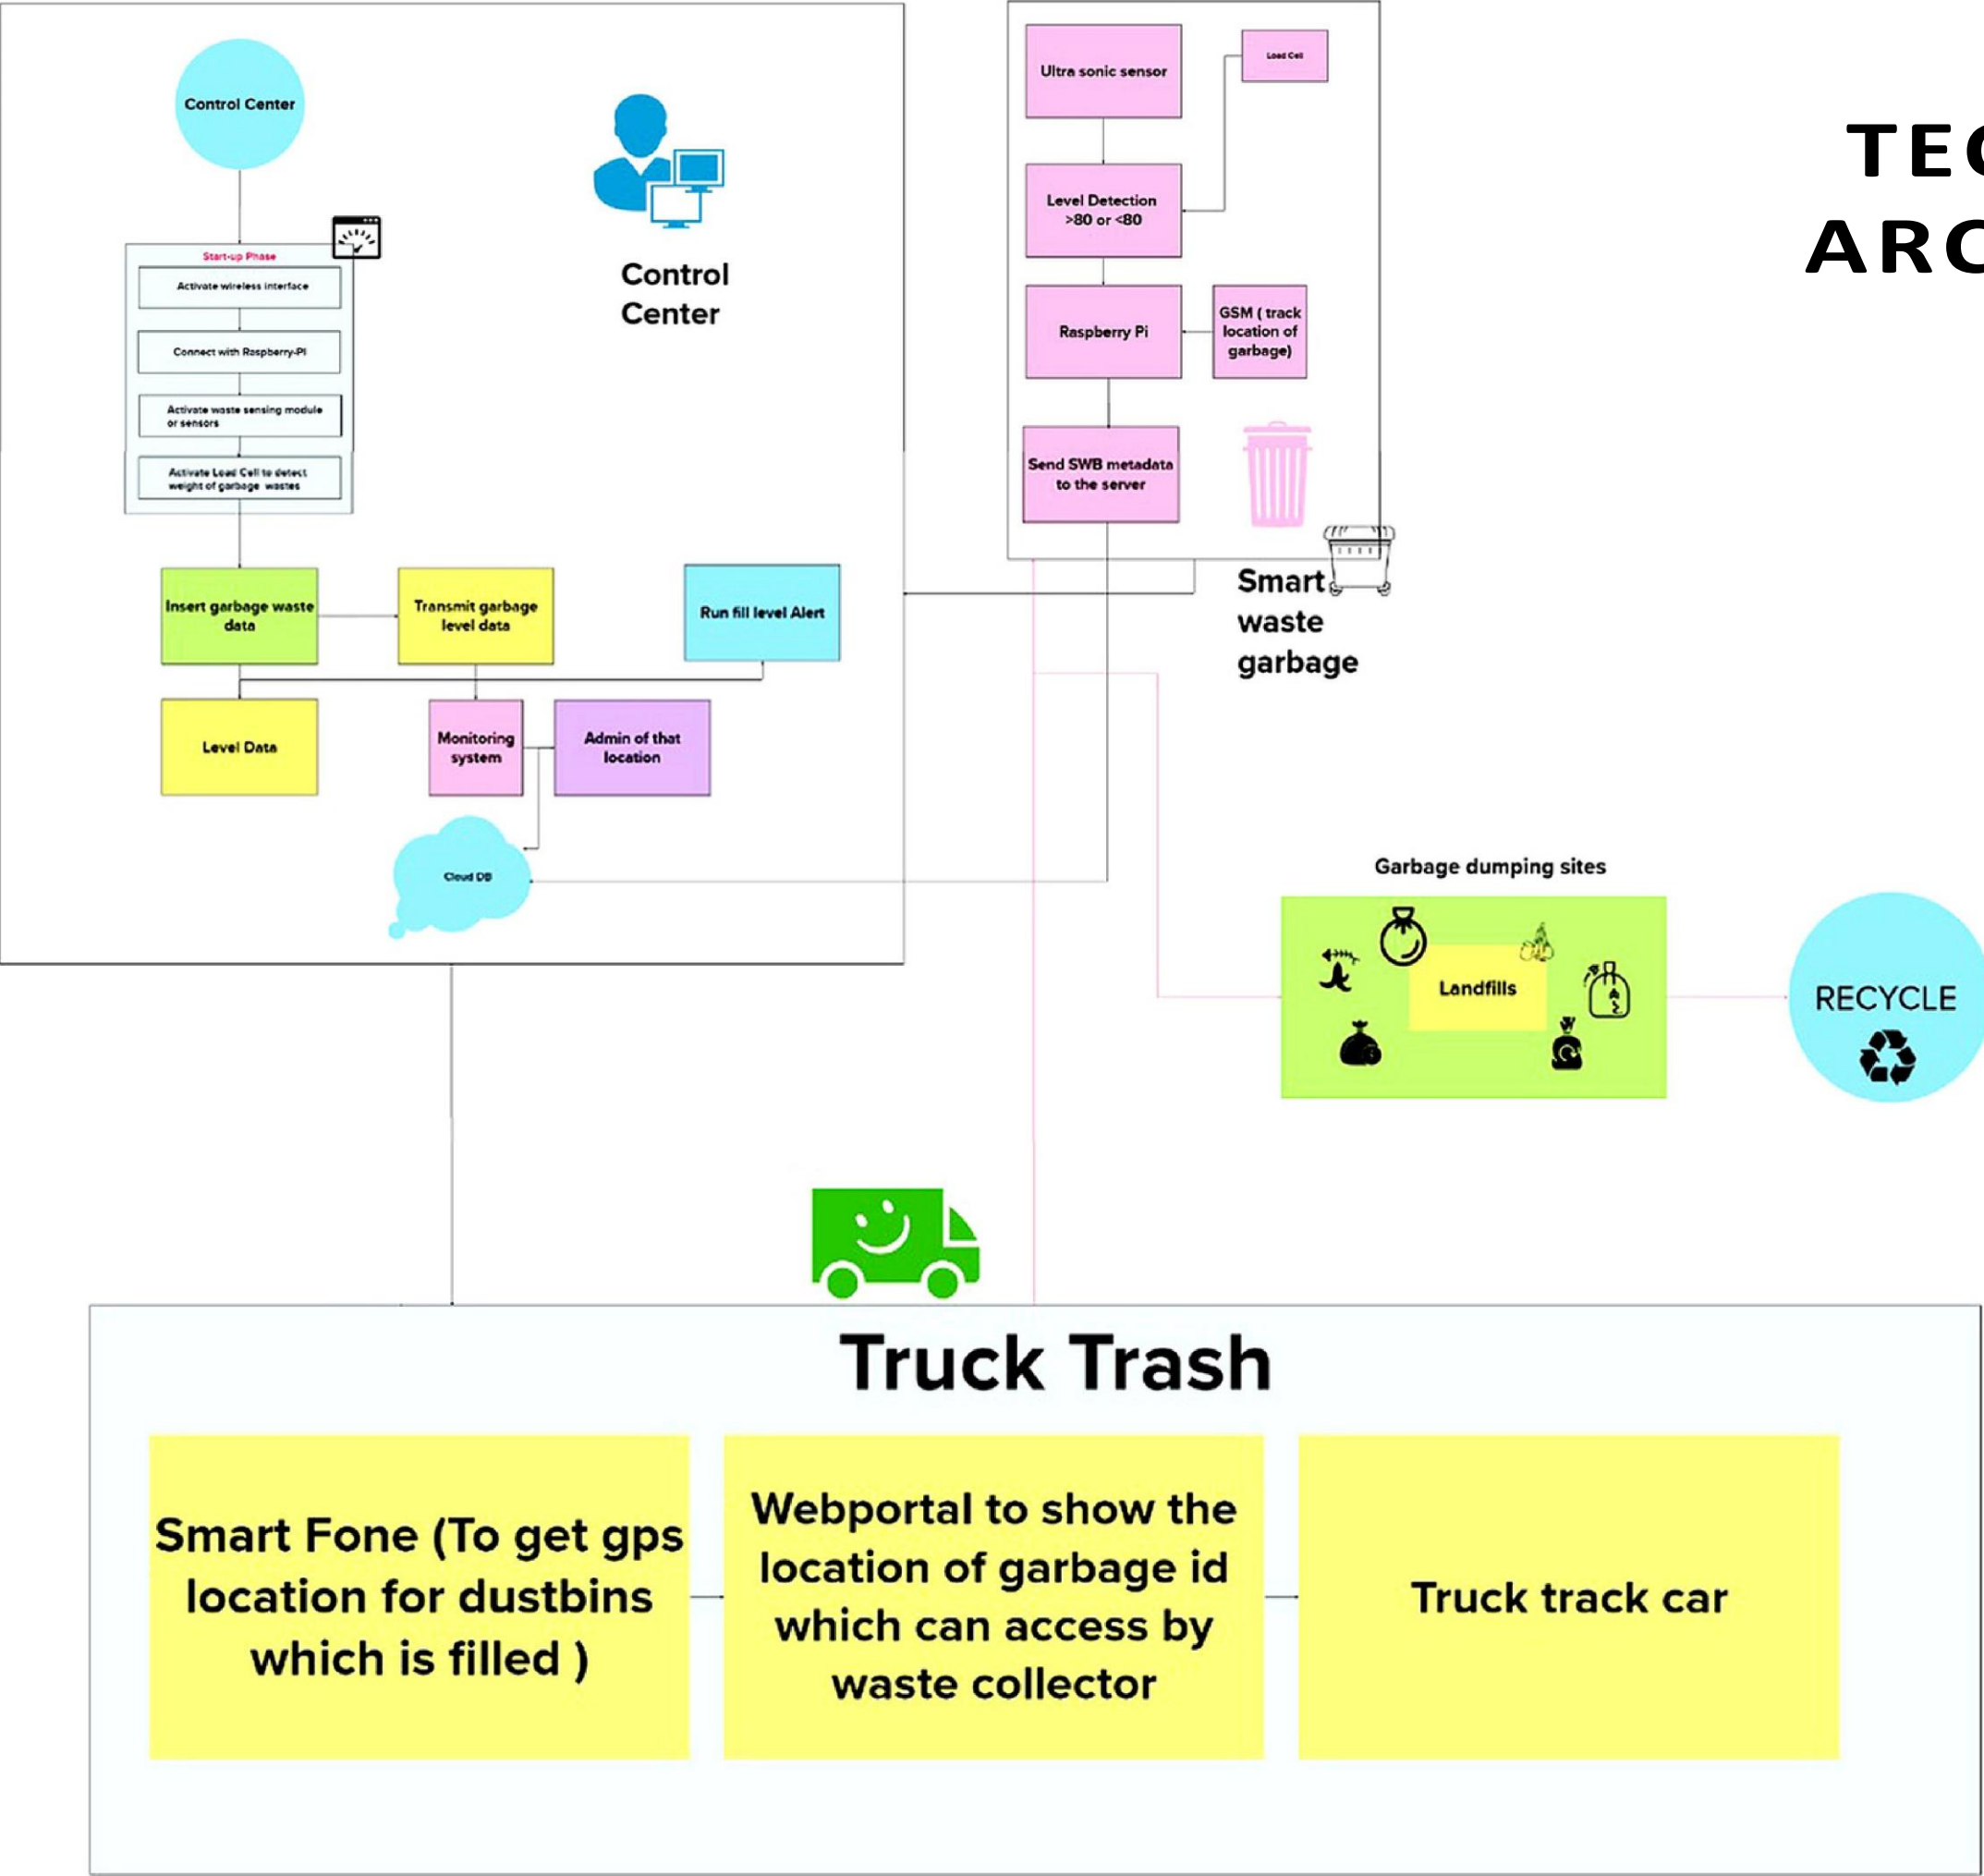 Control Center
Control
Center
Start-up Phase
Activate wireless interface
Connect with Raspberry-PI
Activate waste sensing module
or sensors
Activate Load Cell to detect
weight of garbage wastes
Insert garbage waste
data
Transmit garbage
level data
Run fill level Alert
Level Data
Monitoring
system
Admin of that
location
Cloud DB
Ultra sonic sensor
Load Cell
Level Detection
>80 or <80
Raspberry Pi
GSM ( track
location of
garbage)
Send SWB metadata
to the server
Smart
waste
garbage
TEC
ARC
Garbage dumping sites
Landfills
RECYCLE
Truck Trash
Smart Fone (To get gps
location for dustbins
which is filled )
Webportal to show the
location of garbage id
which can access by
waste collector
Truck track car